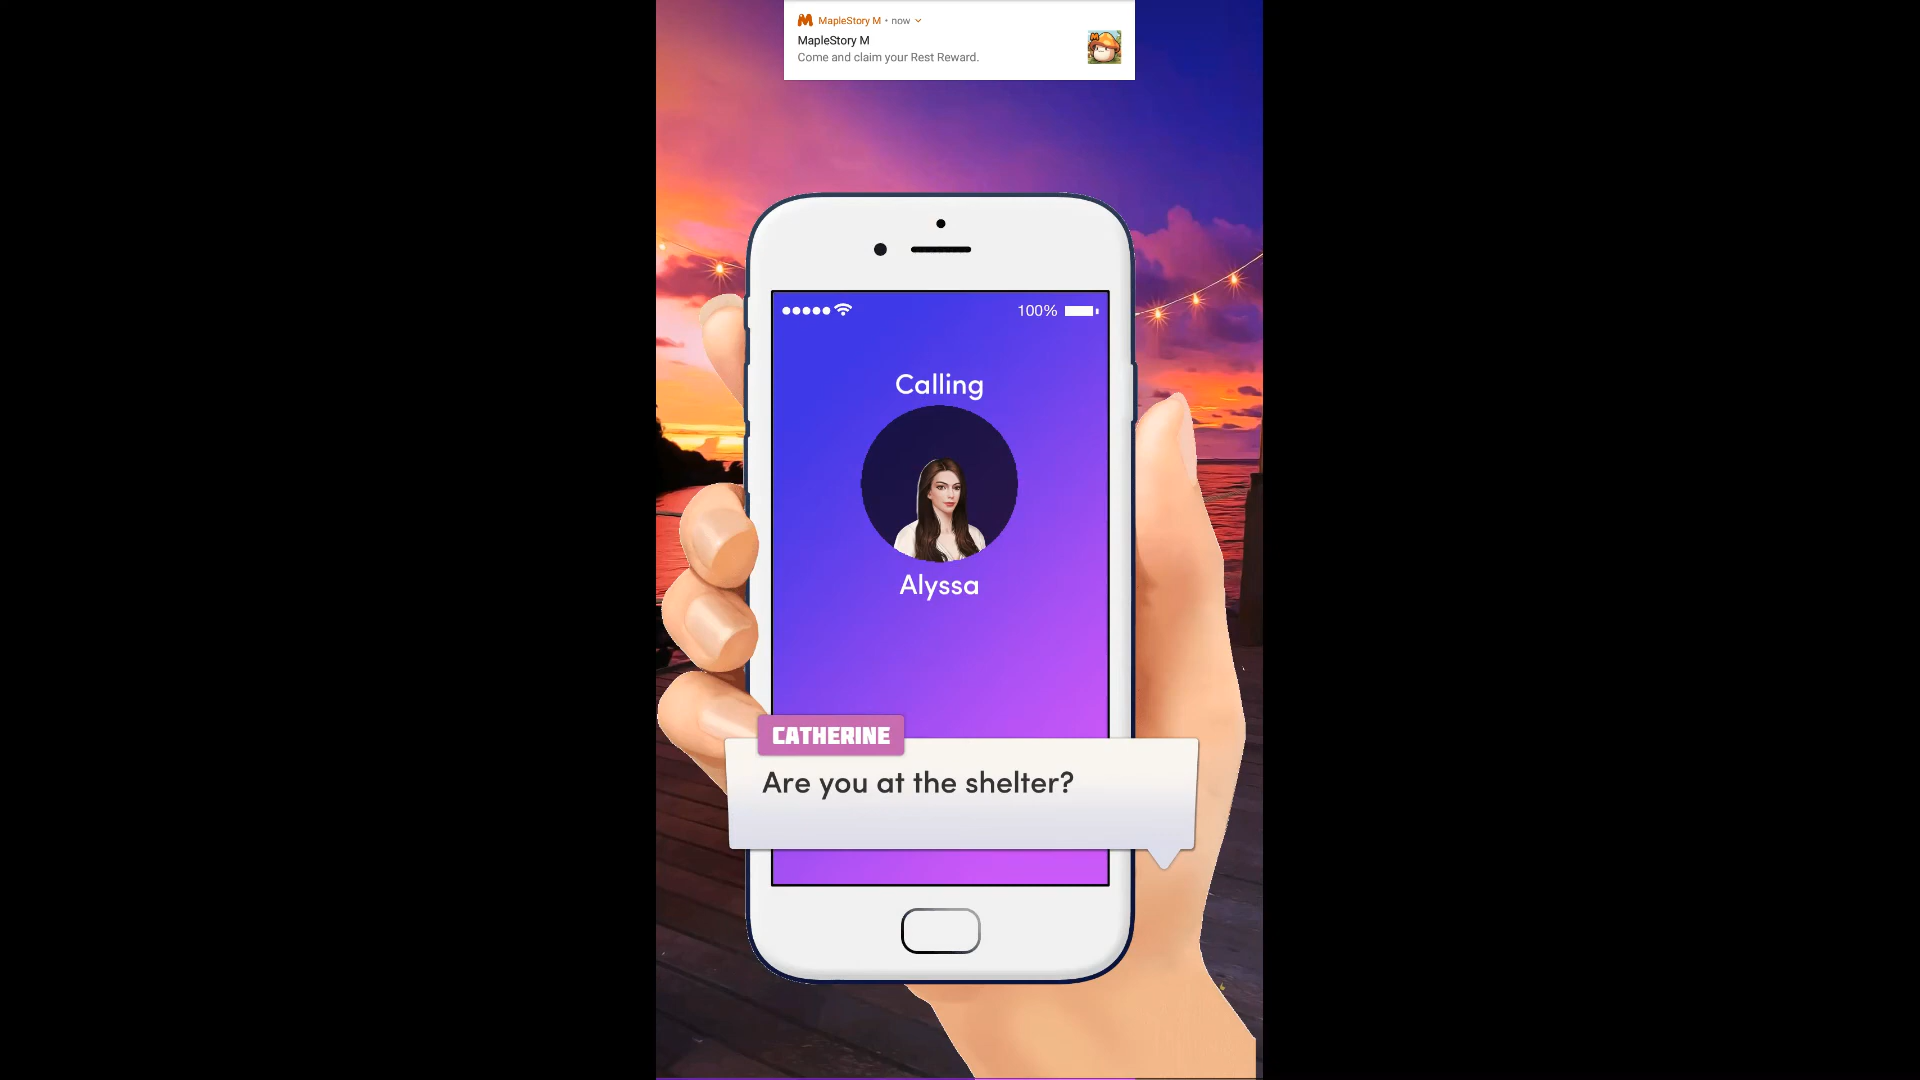 MapleStory M • now
MapleStory M
Come and claim your Rest Reward.
100%
Calling
Alyssa
CATHERINE
Are you at the shelter?